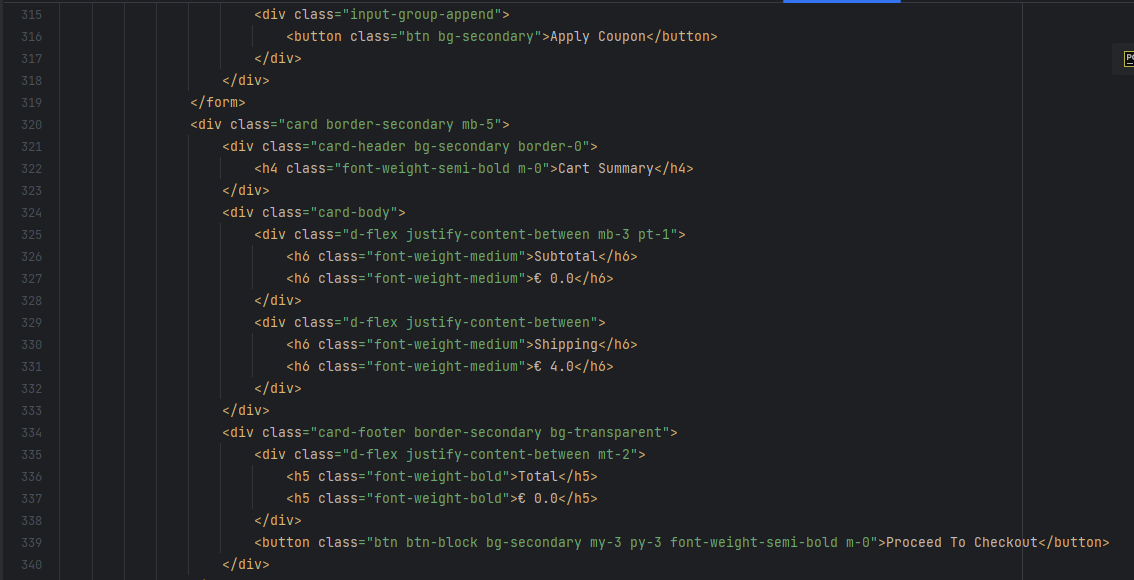 315 <div class="input-group-append">
316 <button class="btn bg-secondary">Apply Coupon</button>
317 </div>
318 </div>
319 </form>
320 <div class="card border-secondary mb-5">
321 <div class="card-header bg-secondary border-0">
322 <h4 class="font-weight-semi-bold m-0">Cart Summary</h4>
323 </div>
324 <div class="card-body">
325 <div class="d-flex justify-content-between mb-3 pt-1">
326 <h6 class="font-weight-medium">Subtotal</h6>
327 <h6 class="font-weight-medium">€ 0.0</h6>
328 </div>
329 <div class="d-flex justify-content-between">
330 <h6 class="font-weight-medium">Shipping</h6>
331 <h6 class="font-weight-medium">€ 4.0</h6>
332 </div>
333 </div>
334 <div class="card-footer border-secondary bg-transparent">
335 <div class="d-flex justify-content-between mt-2">
336 <h5 class="font-weight-bold">Total</h5>
337 <h5 class="font-weight-bold">€ 0.0</h5>
338 </div>
339 <button class="btn btn-block bg-secondary my-3 py-3 font-weight-semi-bold m-0">Proceed To Checkout</button>
340 </div>